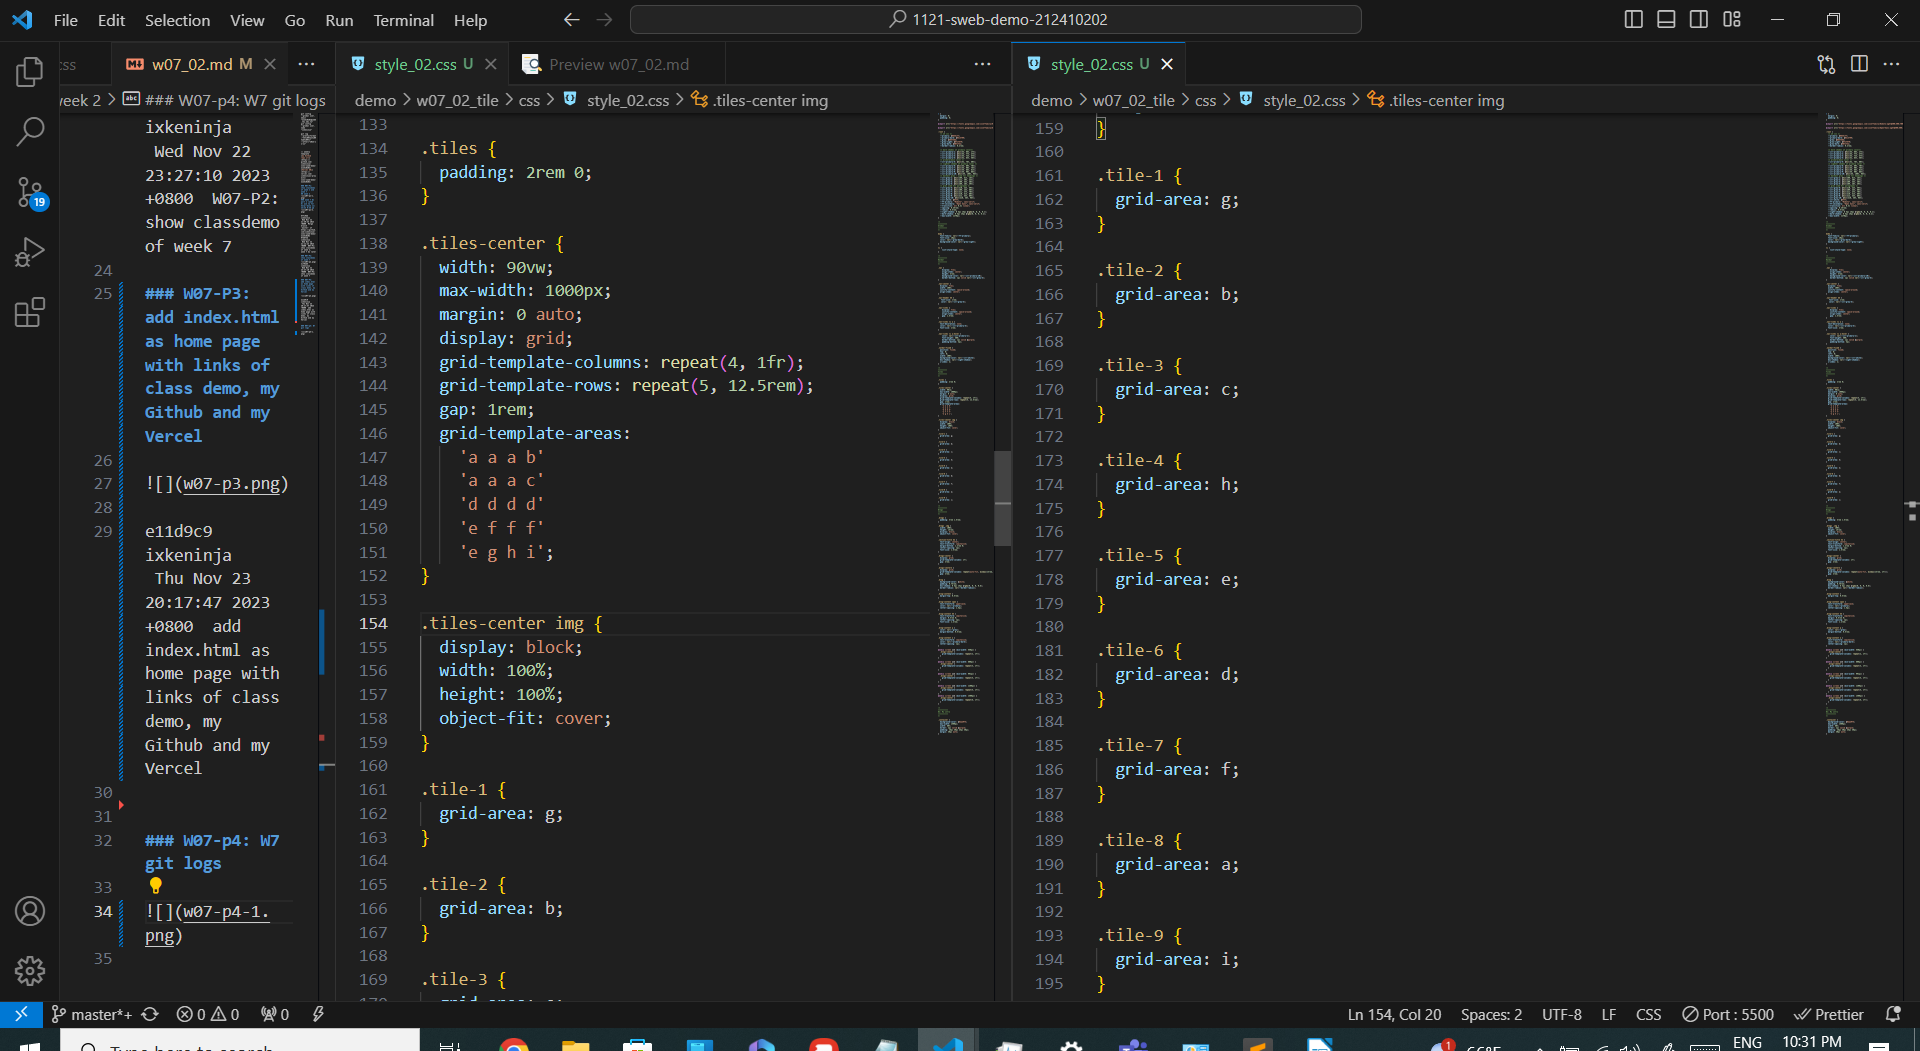 File Edit Selection View Go Run Terminal Help
1121-sweb-demo-212410202
css
w07_02.md M
style_02.css U
Preview w07_02.md
style_02.css U
week 2 > ### W07-p4: W7 git logs
demo > w07_02_tile > css > style_02.css > .tiles-center img
demo > w07_02_tile > css > style_02.css > .tiles-center img
ixkeninja
Wed Nov 22
23:27:10 2023
+0800  W07-P2:
show classdemo
of week 7
24
25 ### W07-P3:
add index.html
as home page
with links of
class demo, my
Github and my
Vercel
26
27 ![](w07-p3.png)
28
29 e11d9c9
ixkeninja
Thu Nov 23
20:17:47 2023
+0800  add
index.html as
home page with
links of class
demo, my
Github and my
Vercel
30
31
32 ### W07-p4: W7
git logs
33
34 ![](w07-p4-1.
png)
35
133
134 .tiles {
135 padding: 2rem 0;
136 }
137
138 .tiles-center {
139 width: 90vw;
140 max-width: 1000px;
141 margin: 0 auto;
142 display: grid;
143 grid-template-columns: repeat(4, 1fr);
144 grid-template-rows: repeat(5, 12.5rem);
145 gap: 1rem;
146 grid-template-areas:
147 'a a a b'
148 'a a a c'
149 'd d d d'
150 'e f f f'
151 'e g h i';
152 }
153
154 .tiles-center img {
155 display: block;
156 width: 100%;
157 height: 100%;
158 object-fit: cover;
159 }
160
161 .tile-1 {
162 grid-area: g;
163 }
164
165 .tile-2 {
166 grid-area: b;
167 }
168
169 .tile-3 {
159 }
160
161 .tile-1 {
162 grid-area: g;
163 }
164
165 .tile-2 {
166 grid-area: b;
167 }
168
169 .tile-3 {
170 grid-area: c;
171 }
172
173 .tile-4 {
174 grid-area: h;
175 }
176
177 .tile-5 {
178 grid-area: e;
179 }
180
181 .tile-6 {
182 grid-area: d;
183 }
184
185 .tile-7 {
186 grid-area: f;
187 }
188
189 .tile-8 {
190 grid-area: a;
191 }
192
193 .tile-9 {
194 grid-area: i;
195 }
19
master*+ 0 0 0
Ln 154, Col 20 Spaces: 2 UTF-8 LF CSS Port : 5500 Prettier
Type here to search
1 66°F ENG 10:31 PM